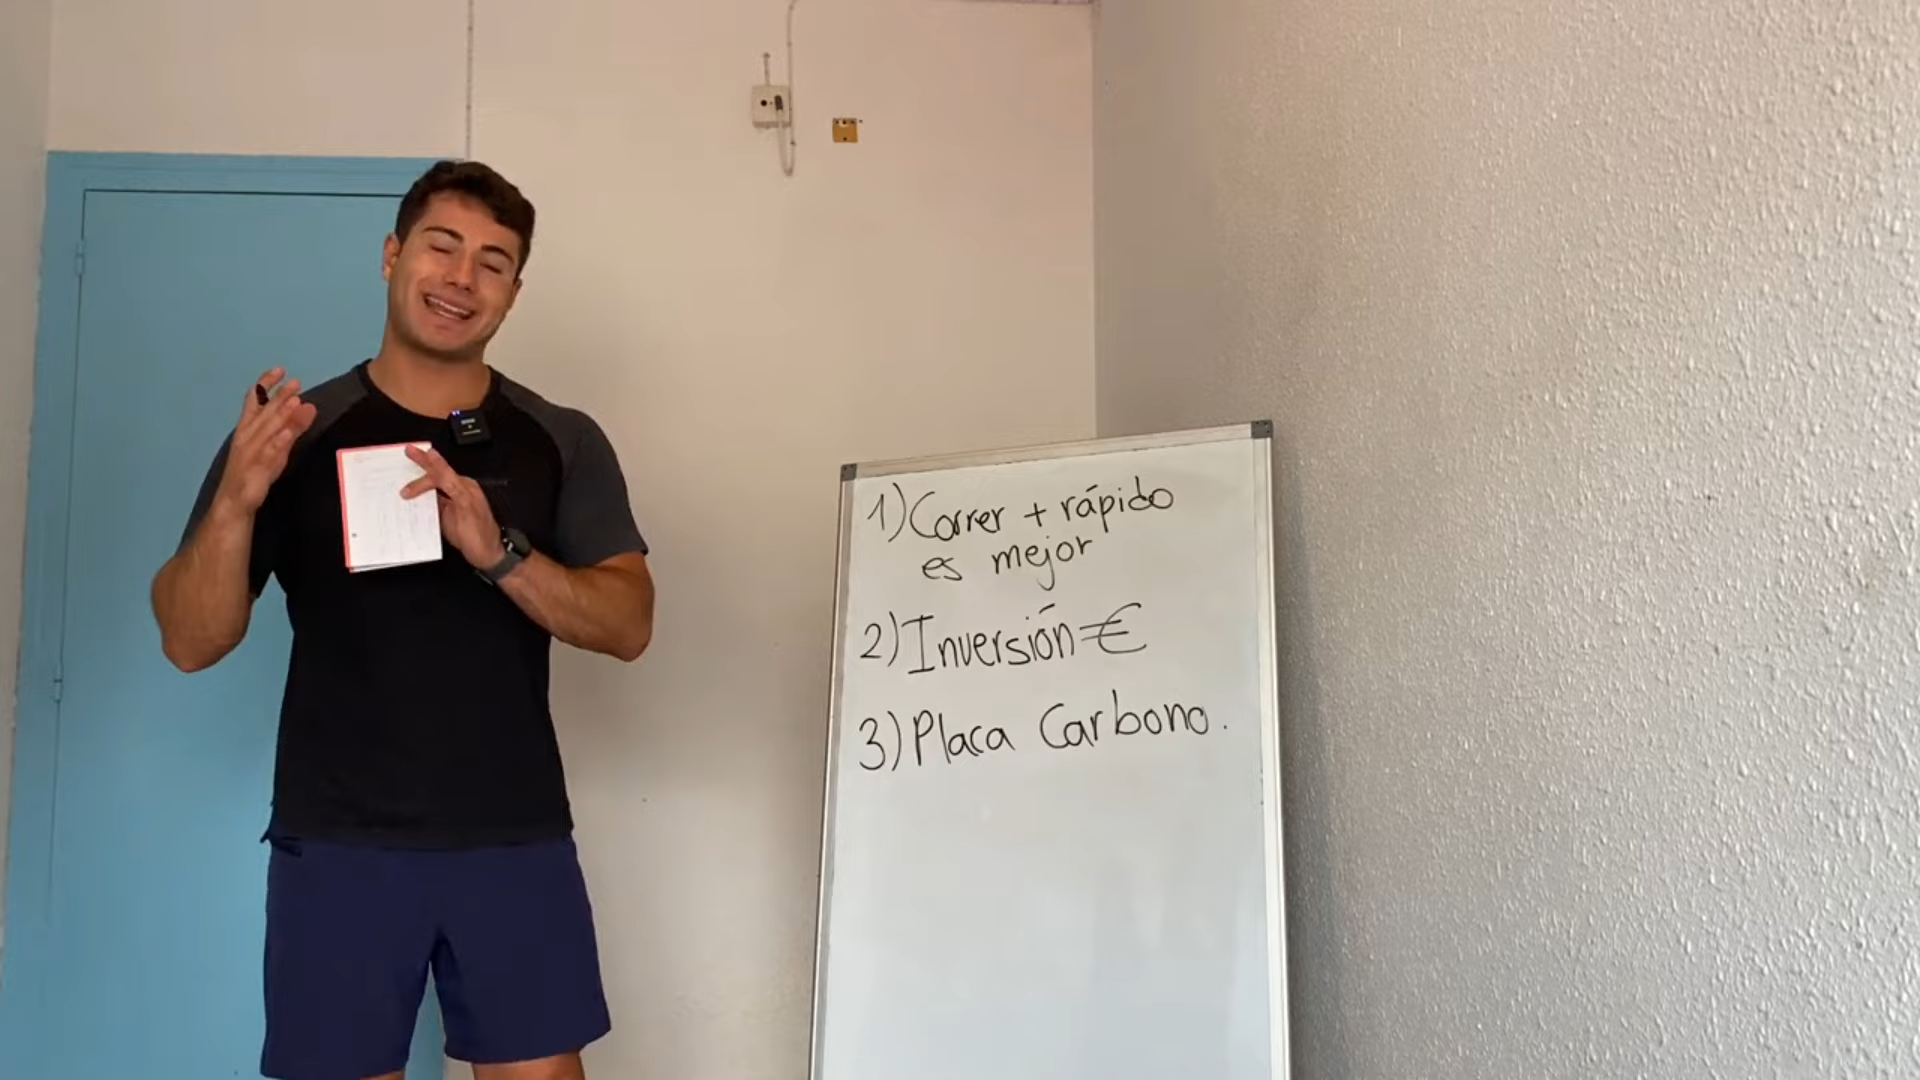 1) Correr + rápido
es mejor
2) Inversión=€
3) Placa Carbono.